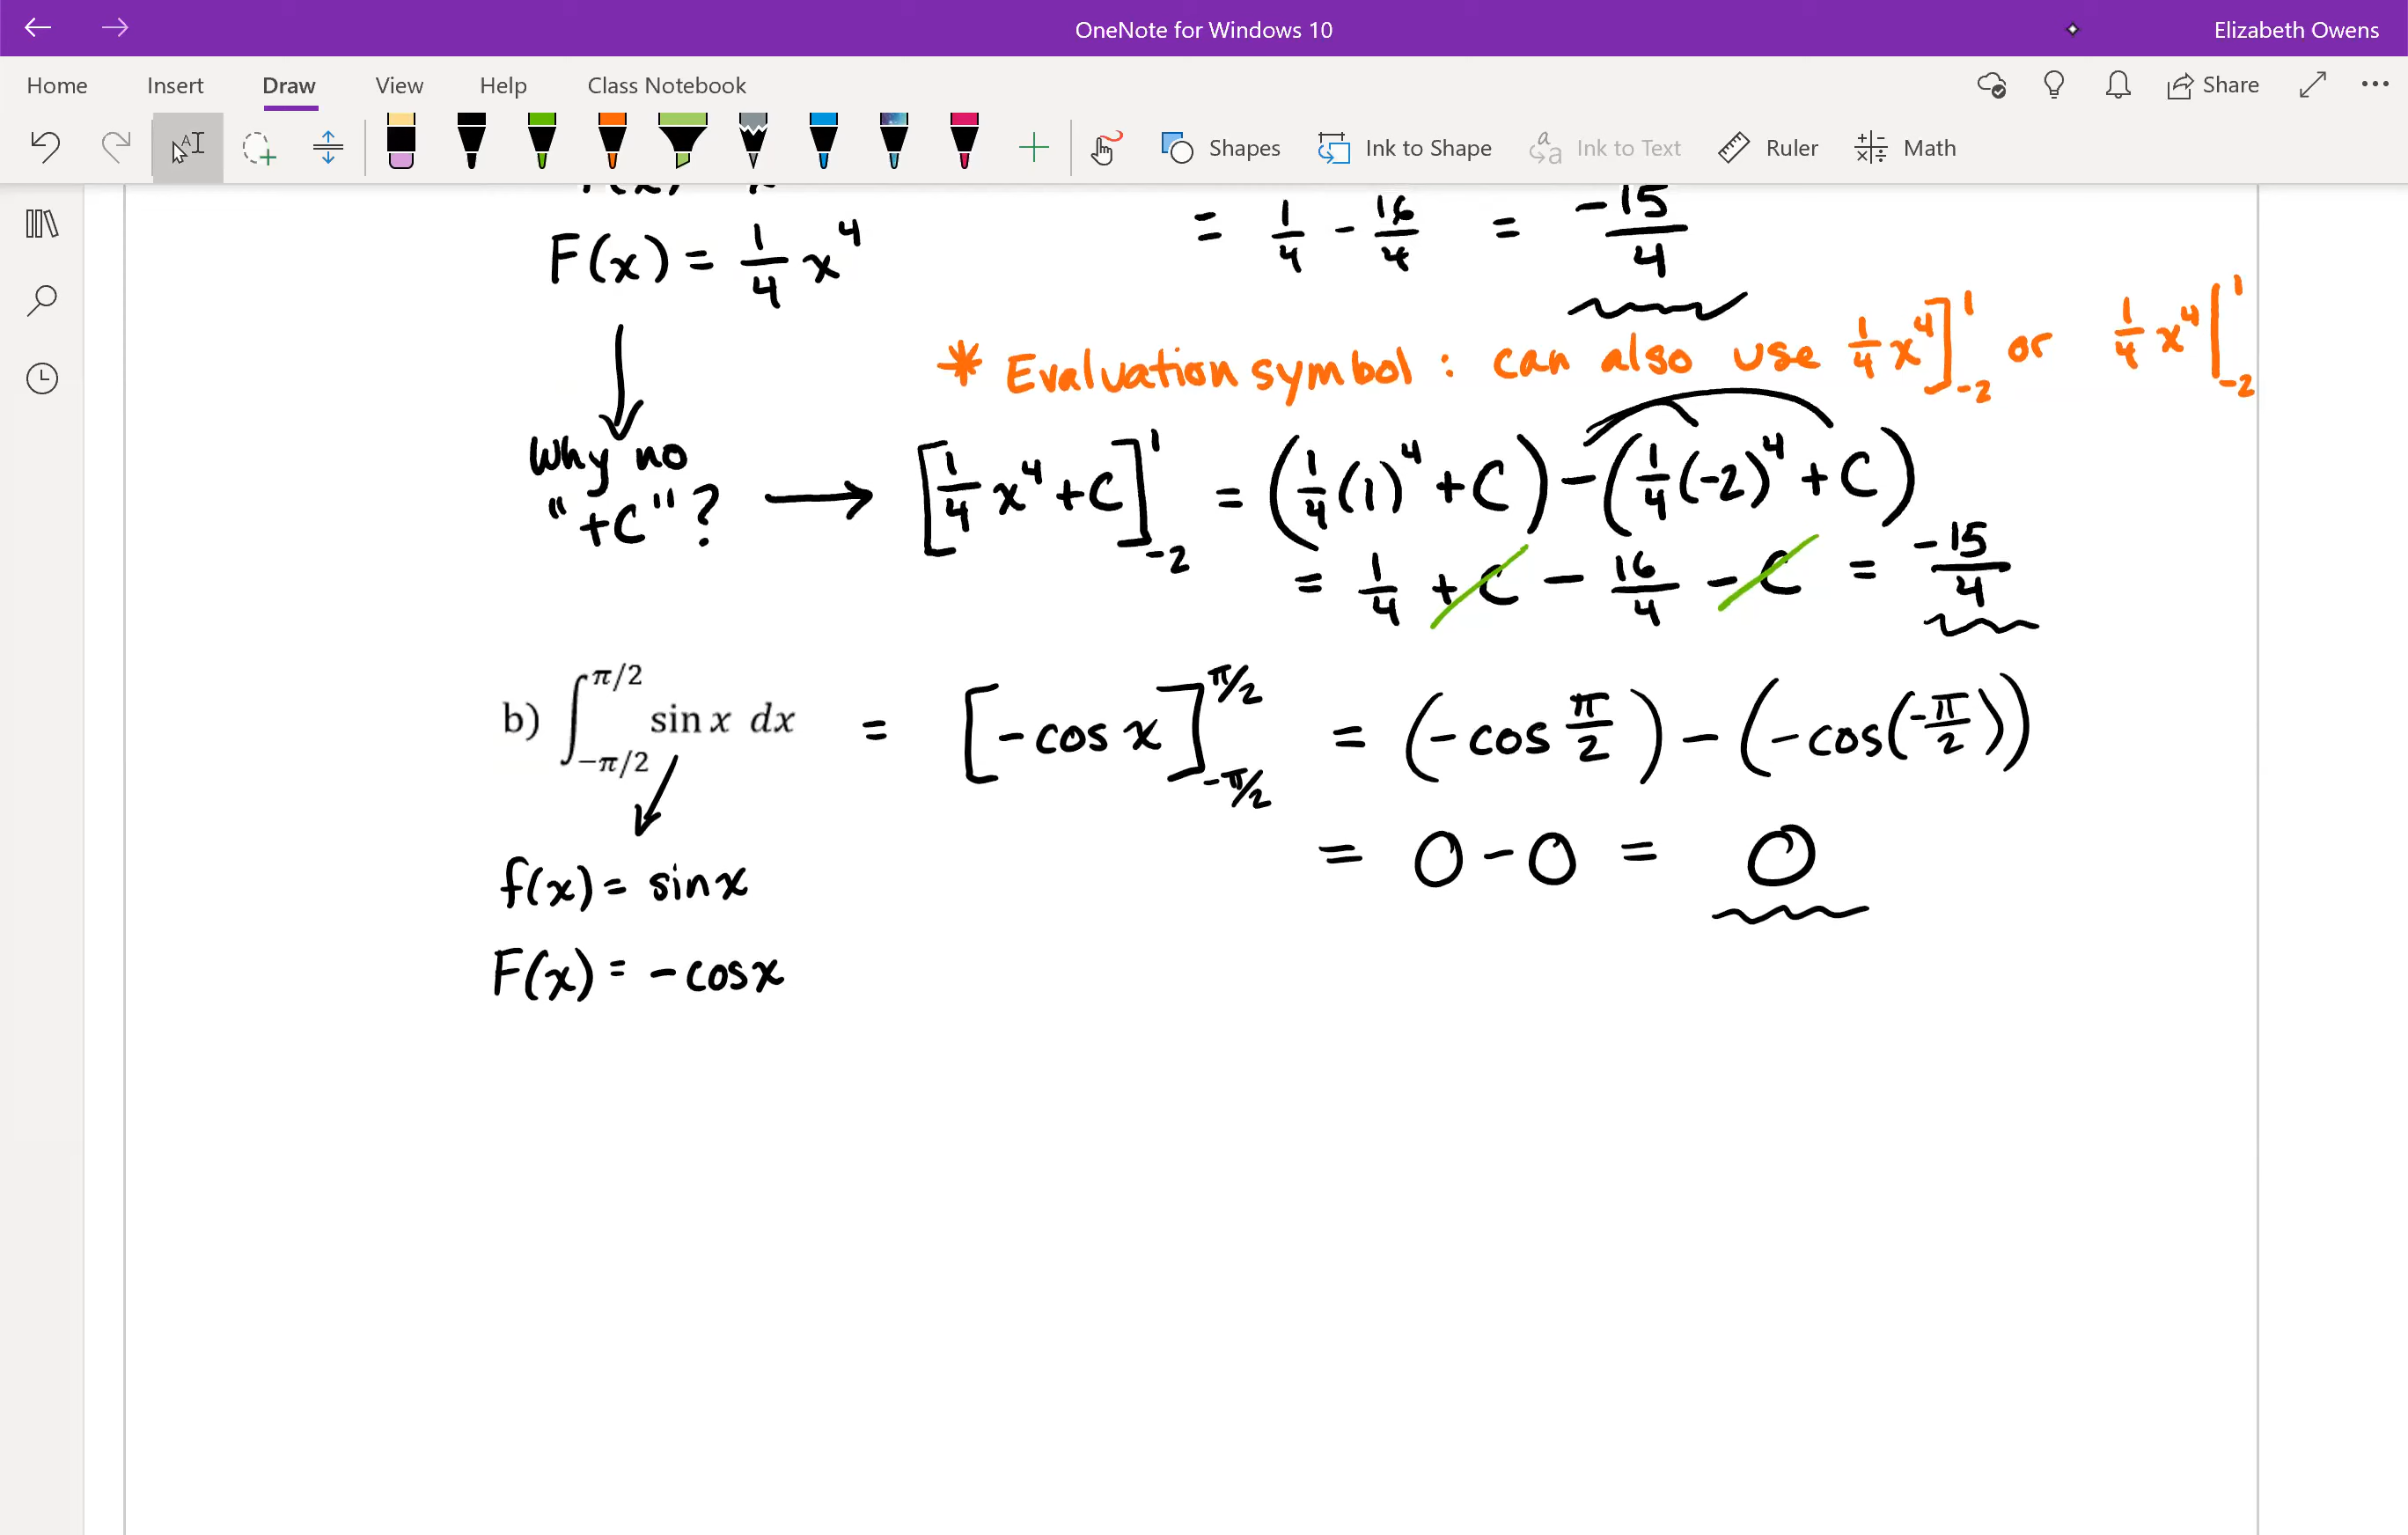 OneNote for Windows 10
Elizabeth Owens
Home Insert Draw View Help Class Notebook Share
Shapes Ink to Shape Ink to Text Ruler Math
= 1/4 - 16/4 = -15/4
F(x) = 1/4 x^4
* Evaluation symbol : can also use 1/4 x^4]_{-2}^{1} or 1/4 x^4|_{-2}^{1}
Why no
"+C"? → [1/4 x^4 + C]_{-2}^{1} = (1/4 (1)^4 + C) - (1/4 (-2)^4 + C)
= 1/4 + C - 16/4 - C = -15/4
b) ∫_{-π/2}^{π/2} sin x dx = [-cos x]_{-π/2}^{π/2} = (-cos π/2) - (-cos(-π/2))
= 0 - 0 = 0
f(x) = sin x
F(x) = -cos x